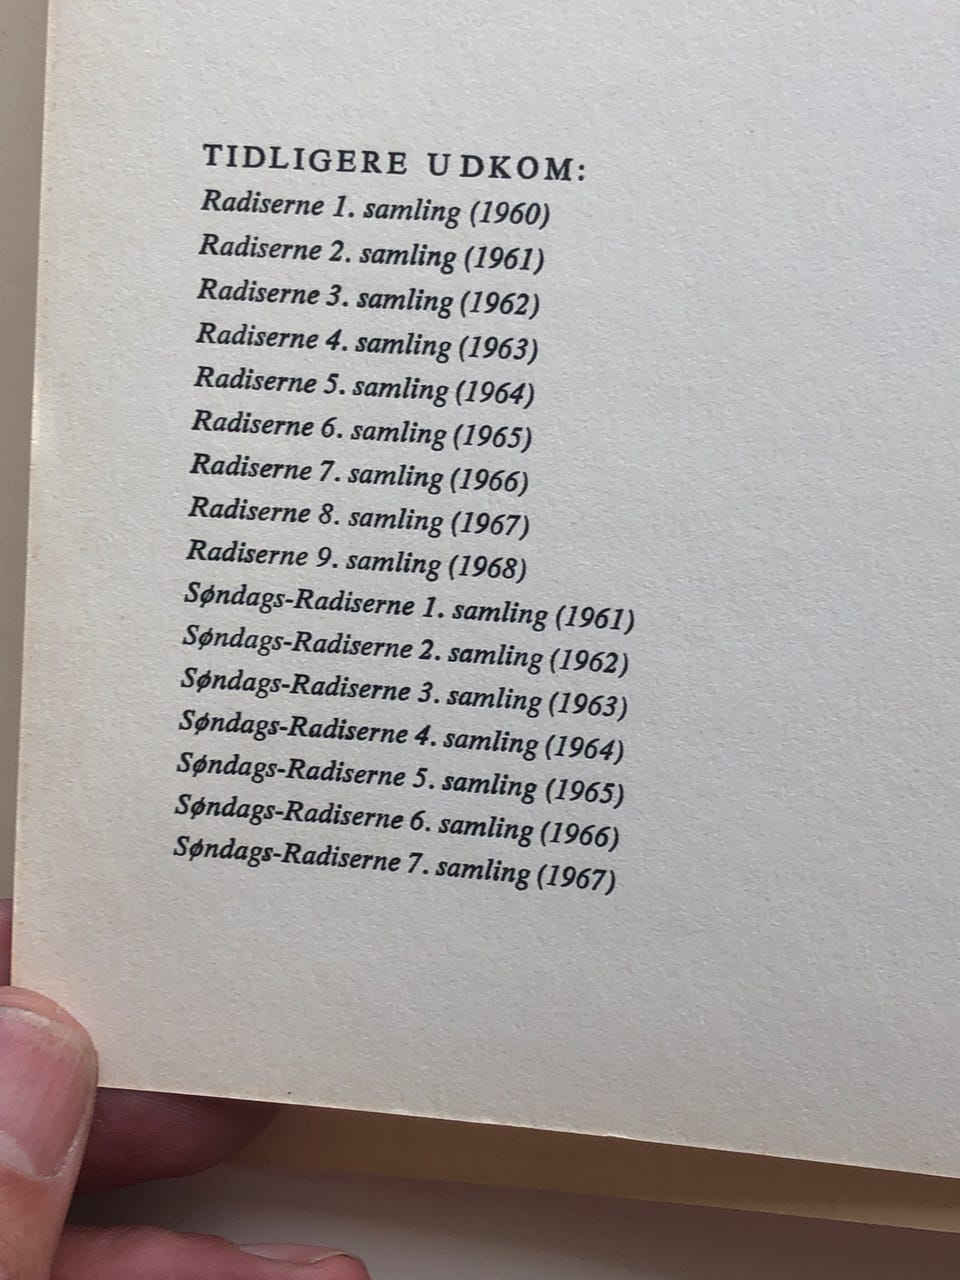 TIDLIGERE UDKOM:
Radiserne 1. samling (1960)
Radiserne 2. samling (1961)
Radiserne 3. samling (1962)
Radiserne 4. samling (1963)
Radiserne 5. samling (1964)
Radiserne 6. samling (1965)
Radiserne 7. samling (1966)
Radiserne 8. samling (1967)
Radiserne 9. samling (1968)
Søndags-Radiserne 1. samling (1961)
Søndags-Radiserne 2. samling (1962)
Søndags-Radiserne 3. samling (1963)
Søndags-Radiserne 4. samling (1964)
Søndags-Radiserne 5. samling (1965)
Søndags-Radiserne 6. samling (1966)
Søndags-Radiserne 7. samling (1967)